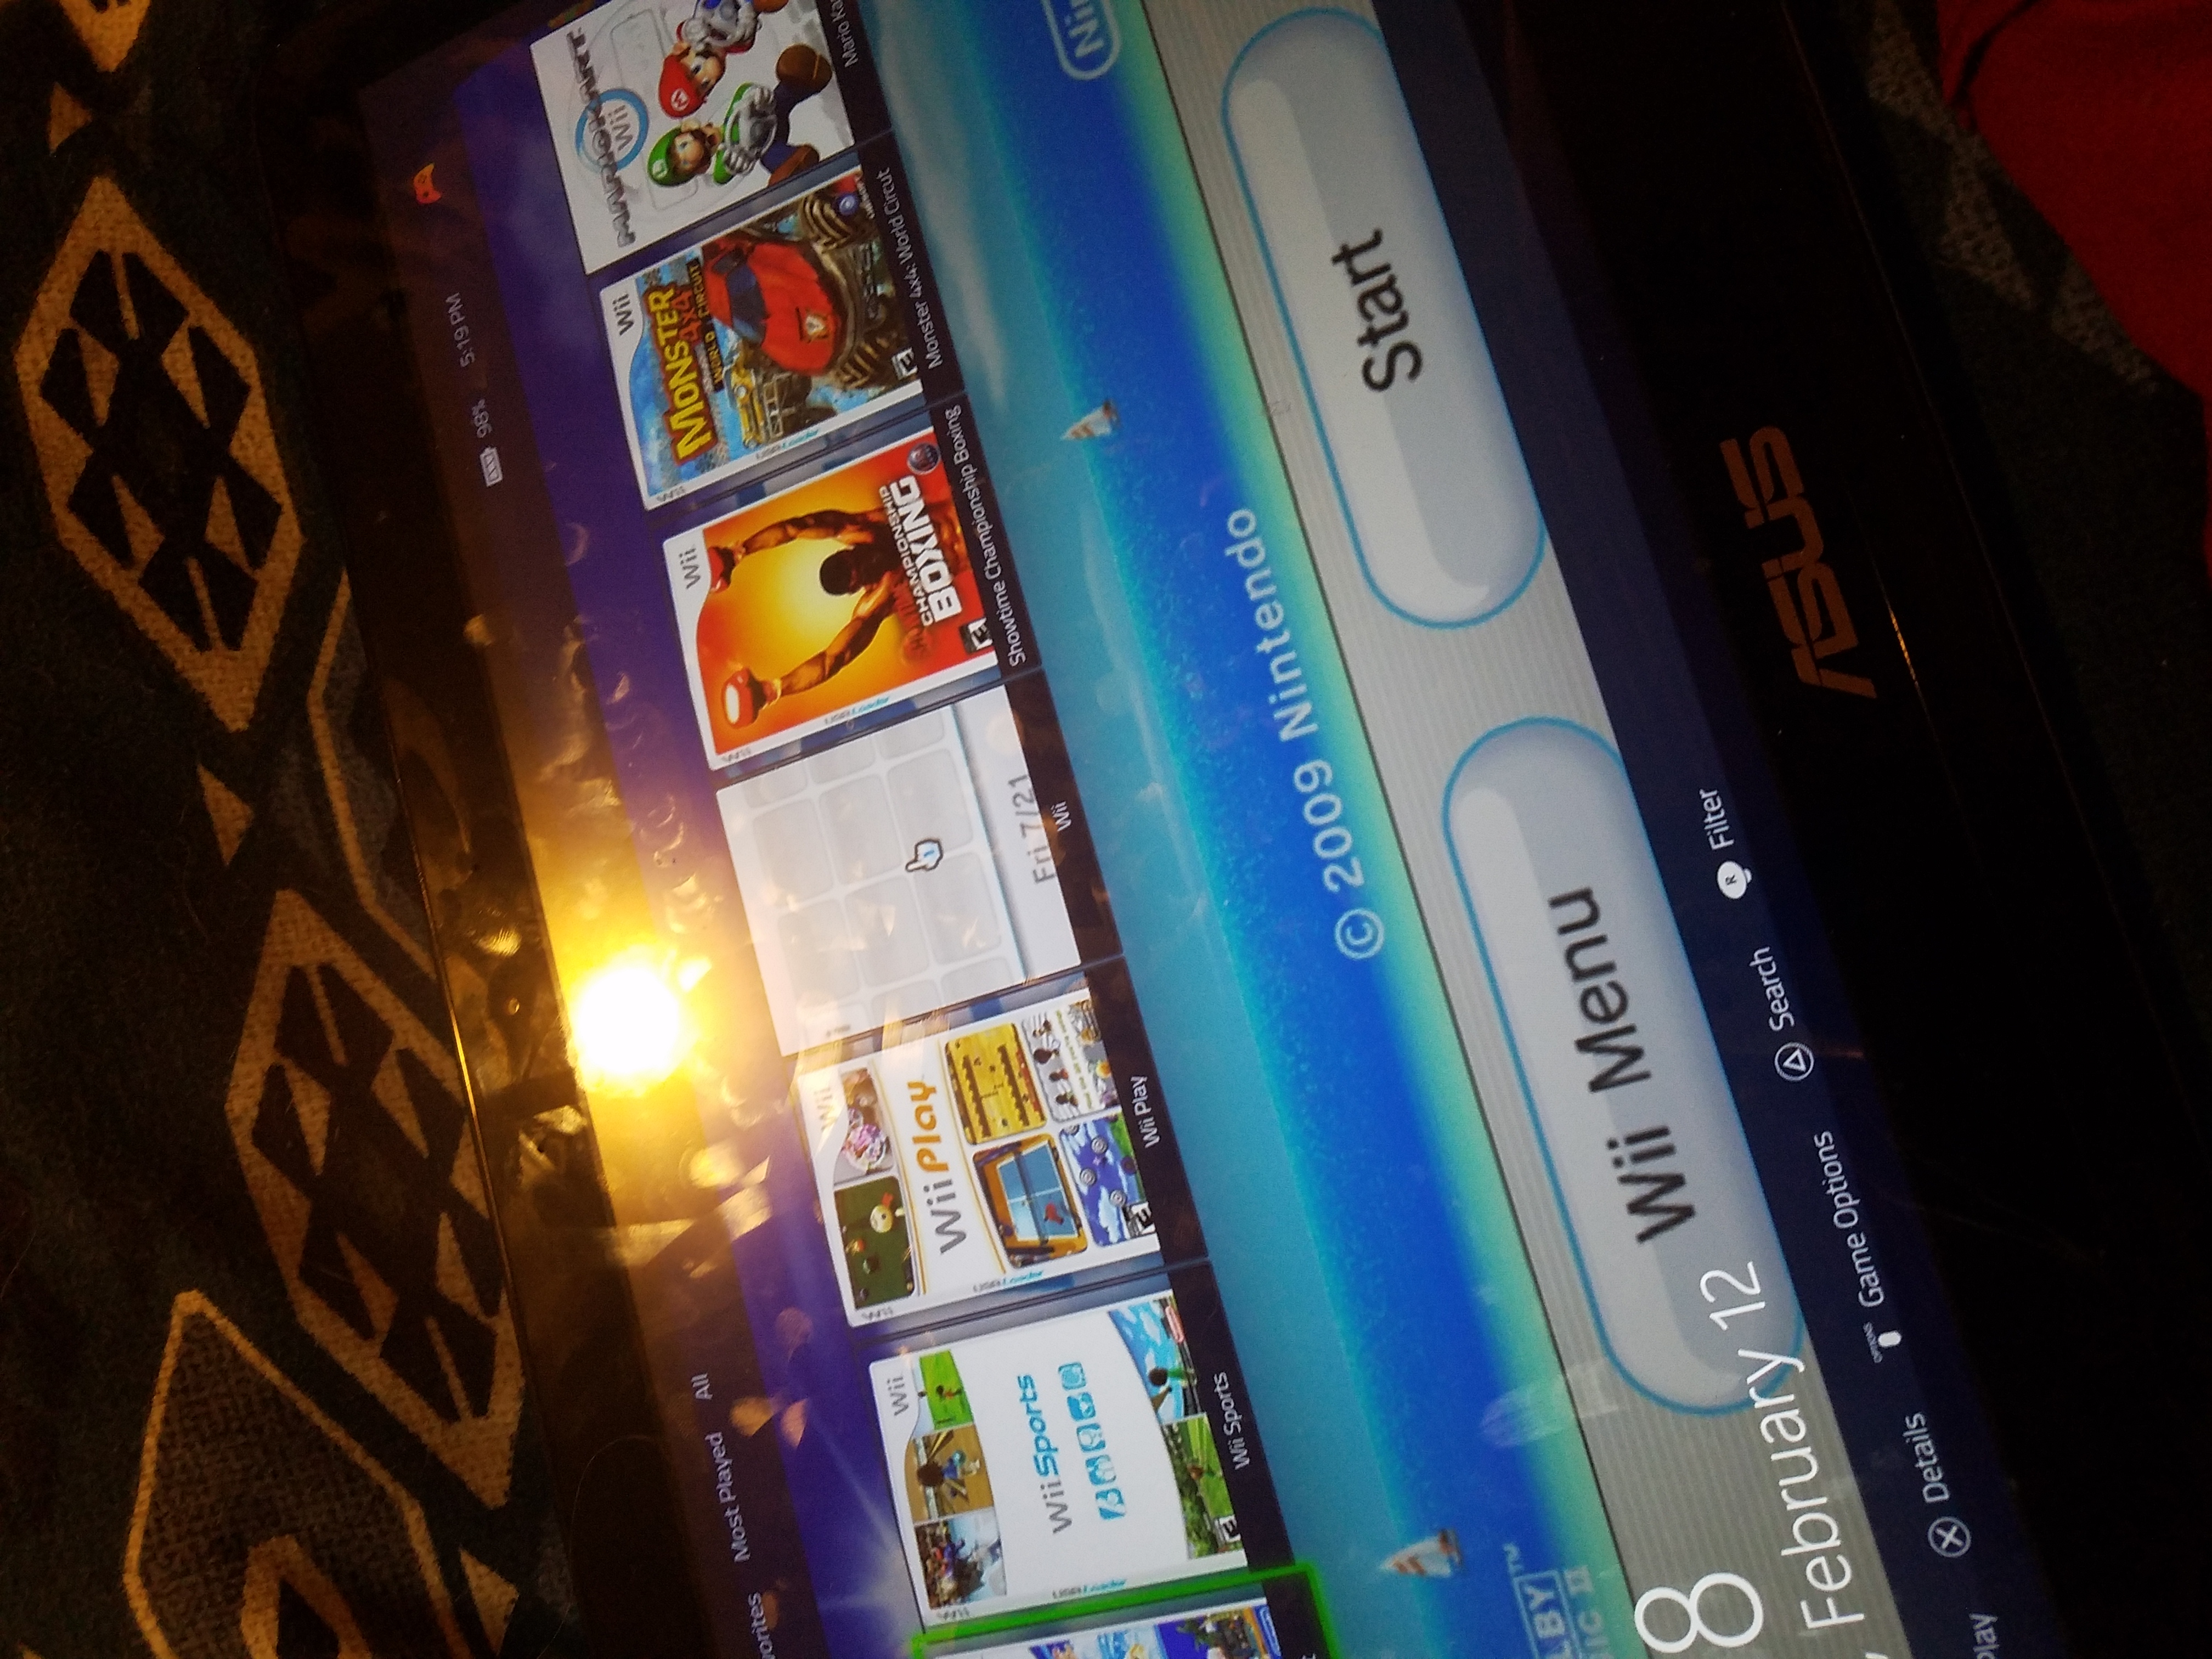 98% 5:19 PM
orites Most Played All
Wii
Wii Sports
Wii Sports
Wii
Wii Play
Wii Play
Fri 7/21
Wii
Wii
CHAMPIONSHIP
BOXING
Showtime Championship Boxing
Wii
MONSTER
4X4
WORLD CIRCUIT
UBISOFT
Monster 4x4: World Circut
MARIOKART
Wii
Mario Ka
© 2009 Nintendo
Nin
LBY™
IC II
Wii Menu
Start
8
, February 12
Play
Details
OPTIONS Game Options
Search
R Filter
ASUS